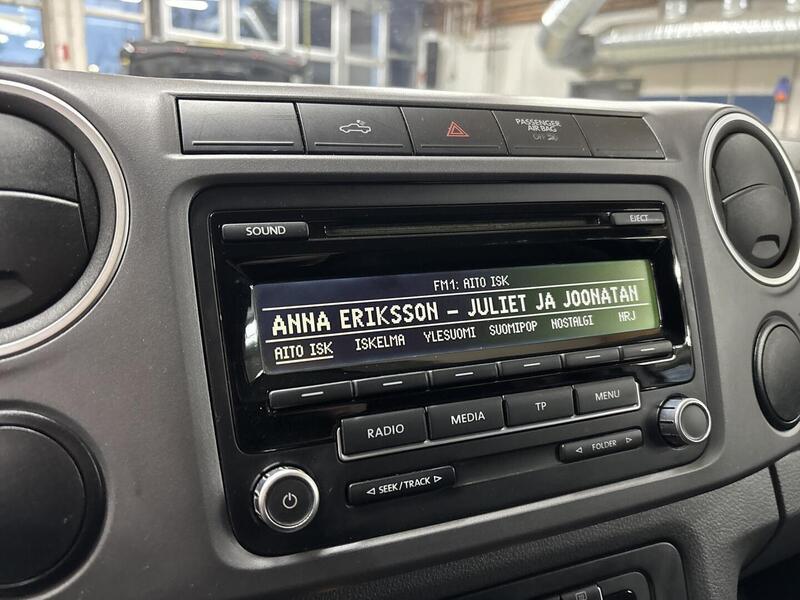 PASSENGER
AIR BAG
OFF
SOUND
EJECT
FM1: AITO ISK
ANNA ERIKSSON - JULIET JA JOONATAN
AITO ISK ISKELMA YLESUOMI SUOMIPOP NOSTALGI NRJ
RADIO MEDIA TP MENU
SEEK/TRACK FOLDER